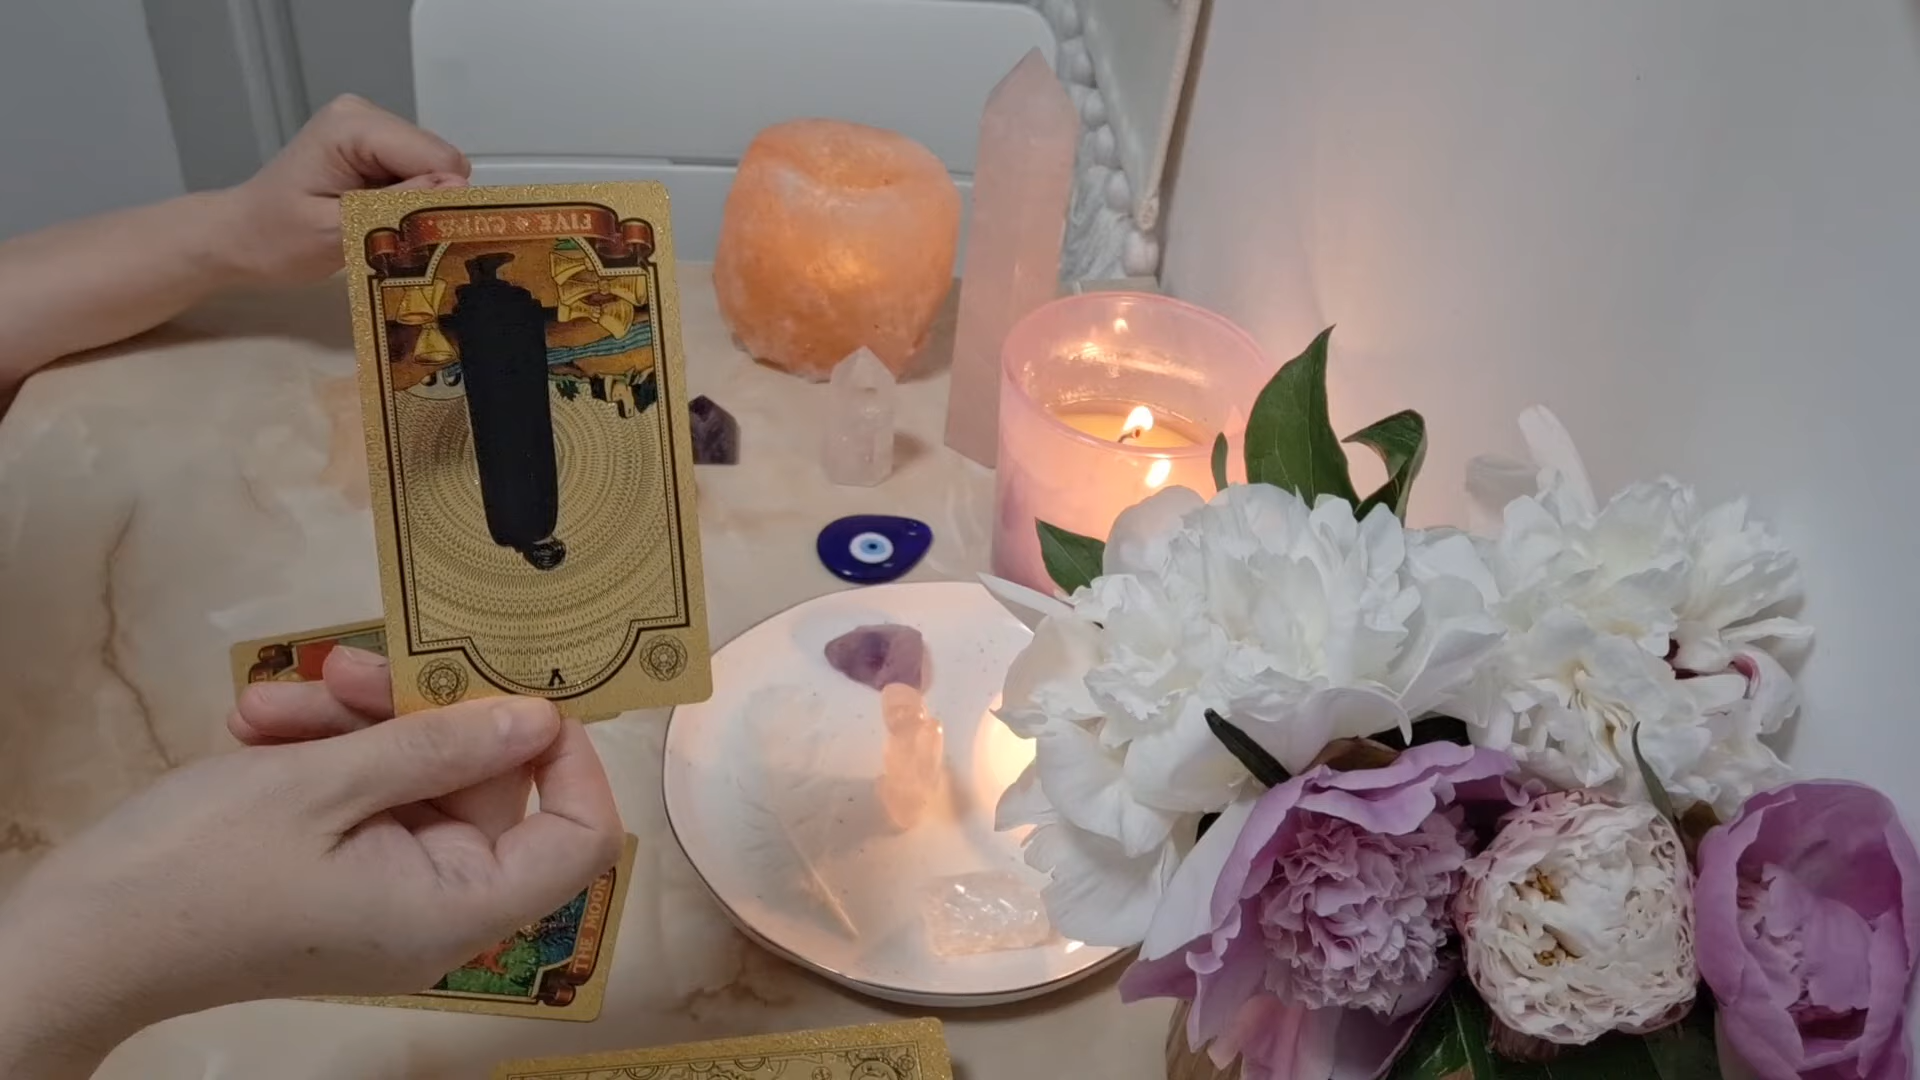 FIVE ✦ CUPS.
V
THE MOON